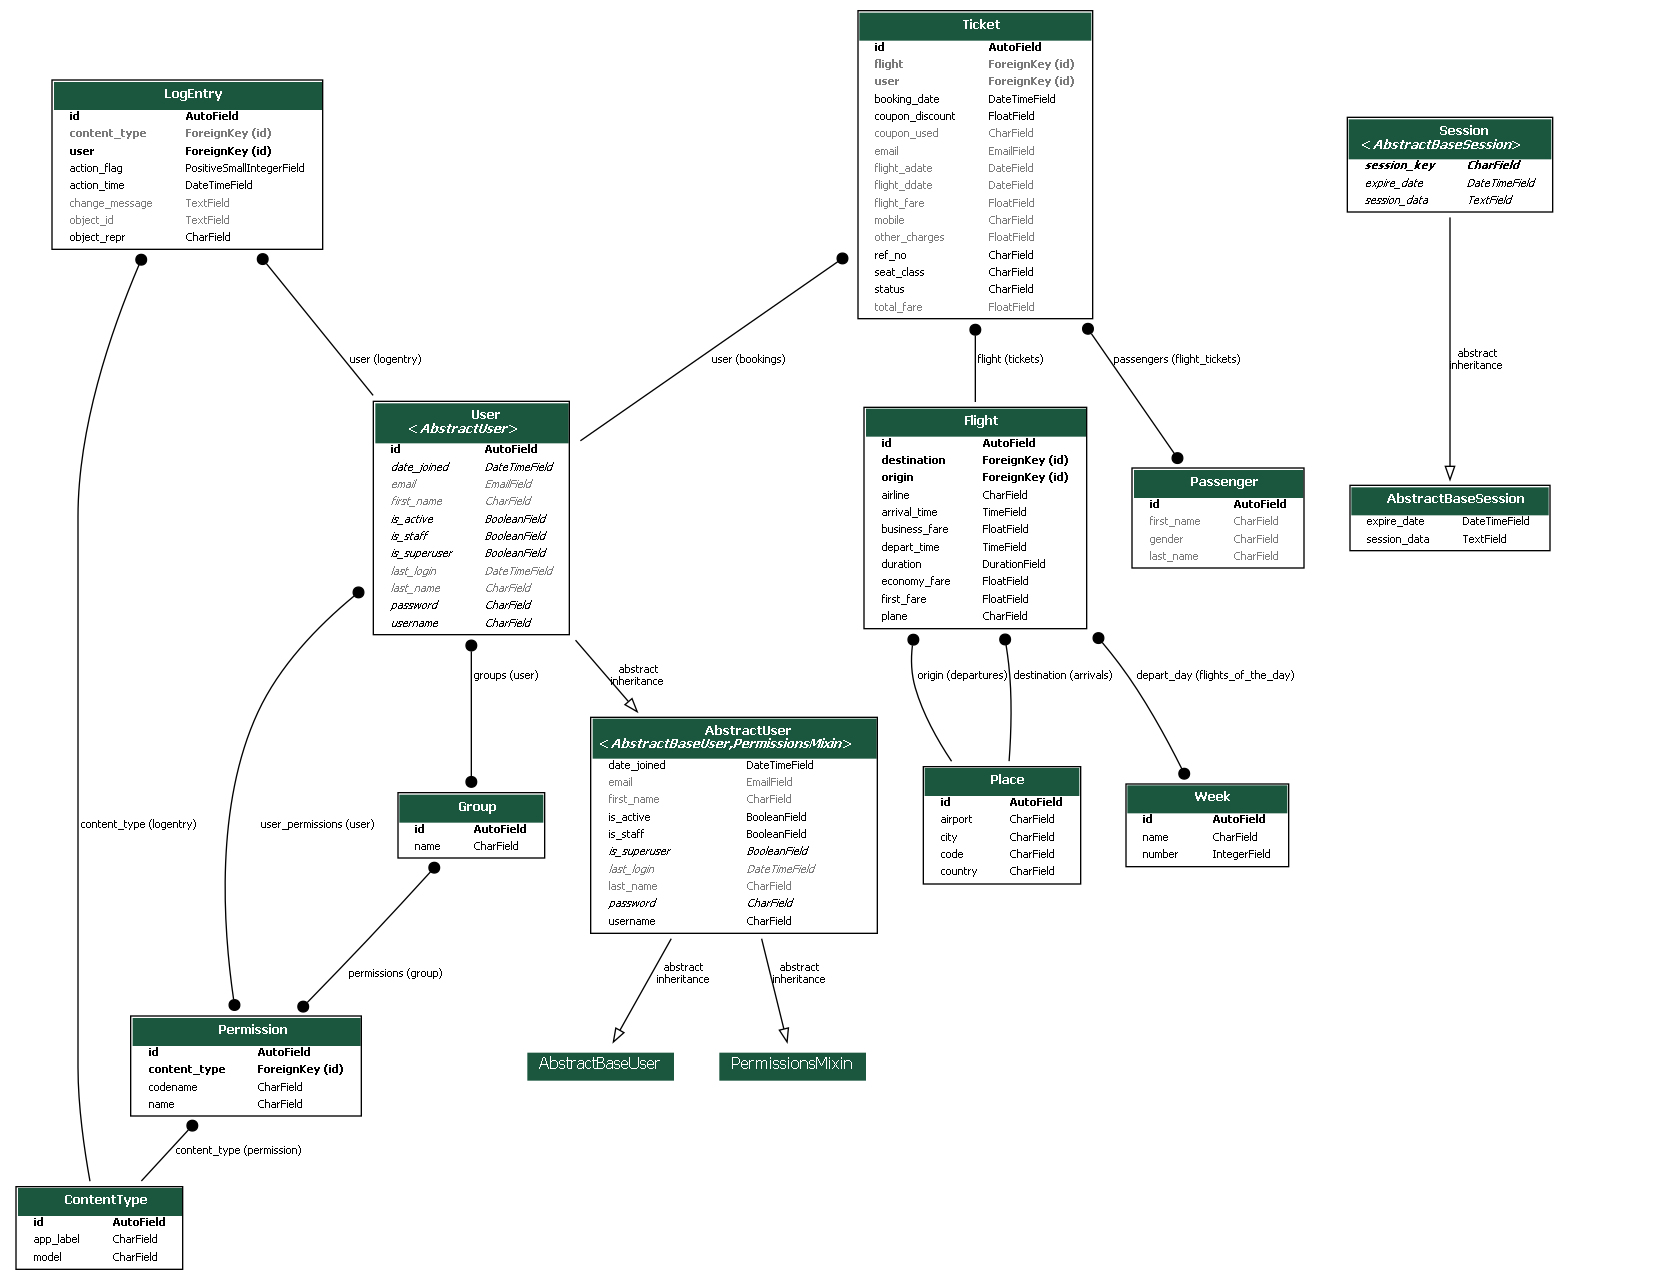 Ticket
id AutoField
flight ForeignKey (id)
user ForeignKey (id)
booking_date DateTimeField
coupon_discount FloatField
coupon_used CharField
email EmailField
flight_adate DateField
flight_ddate DateField
flight_fare FloatField
mobile CharField
other_charges FloatField
ref_no CharField
seat_class CharField
status CharField
total_fare FloatField
LogEntry
id AutoField
content_type ForeignKey (id)
user ForeignKey (id)
action_flag PositiveSmallIntegerField
action_time DateTimeField
change_message TextField
object_id TextField
object_repr CharField
Session
<AbstractBaseSession>
session_key CharField
expire_date DateTimeField
session_data TextField
user (logentry)
user (bookings)
flight (tickets)
passengers (flight_tickets)
abstract
inheritance
User
<AbstractUser>
id AutoField
date_joined DateTimeField
email EmailField
first_name CharField
is_active BooleanField
is_staff BooleanField
is_superuser BooleanField
last_login DateTimeField
last_name CharField
password CharField
username CharField
Flight
id AutoField
destination ForeignKey (id)
origin ForeignKey (id)
airline CharField
arrival_time TimeField
business_fare FloatField
depart_time TimeField
duration DurationField
economy_fare FloatField
first_fare FloatField
plane CharField
Passenger
id AutoField
first_name CharField
gender CharField
last_name CharField
AbstractBaseSession
expire_date DateTimeField
session_data TextField
groups (user)
abstract
inheritance
origin (departures)
destination (arrivals)
depart_day (flights_of_the_day)
AbstractUser
<AbstractBaseUser,PermissionsMixin>
date_joined DateTimeField
email EmailField
first_name CharField
is_active BooleanField
is_staff BooleanField
is_superuser BooleanField
last_login DateTimeField
last_name CharField
password CharField
username CharField
Place
id AutoField
airport CharField
city CharField
code CharField
country CharField
Week
id AutoField
name CharField
number IntegerField
content_type (logentry)
user_permissions (user)
Group
id AutoField
name CharField
permissions (group)
abstract
inheritance
abstract
inheritance
Permission
id AutoField
content_type ForeignKey (id)
codename CharField
name CharField
AbstractBaseUser
PermissionsMixin
content_type (permission)
ContentType
id AutoField
app_label CharField
model CharField